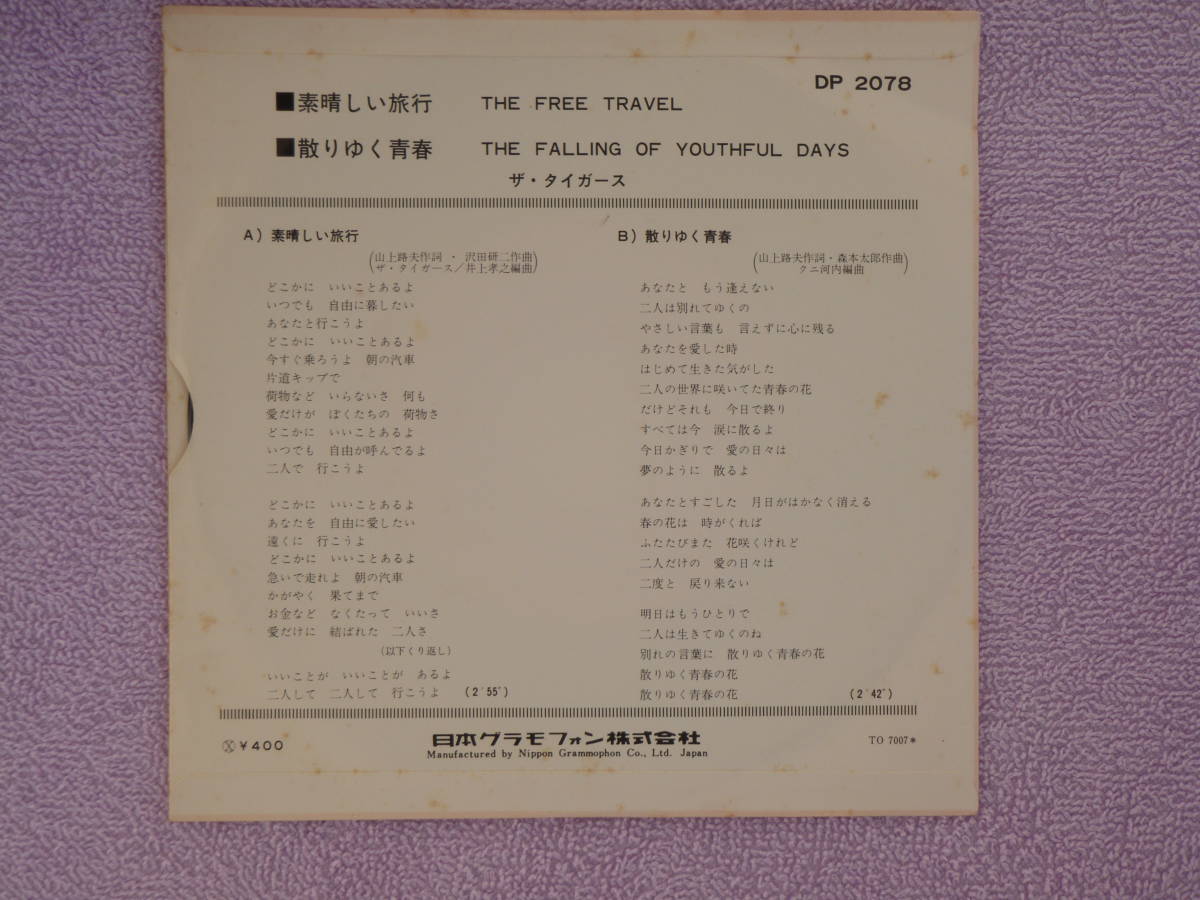 DP 2078
■素晴しい旅行 THE FREE TRAVEL
■散りゆく青春 THE FALLING OF YOUTHFUL DAYS
ザ・タイガース
A) 素晴しい旅行
(山上路夫作詞・沢田研二作曲
ザ・タイガース/井上孝之編曲)
どこかに いいことあるよ
いつでも 自由に暮したい
あなたと行こうよ
どこかに いいことあるよ
今すぐ乗ろうよ 朝の汽車
片道キップで
荷物など いらないさ 何も
愛だけが ぼくたちの 荷物さ
どこかに いいことあるよ
いつでも 自由が呼んでるよ
二人で 行こうよ
どこかに いいことあるよ
あなたを 自由に愛したい
遠くに 行こうよ
どこかに いいことあるよ
急いで走れよ 朝の汽車
かがやく 果てまで
お金など なくたって いいさ
愛だけに 結ばれた 二人さ
(以下くり返し)
いいことが いいことが あるよ
二人して 二人して 行こうよ (2′55″)
B) 散りゆく青春
(山上路夫作詞・森本太郎作曲
クニ河内編曲)
あなたと もう逢えない
二人は別れてゆくの
やさしい言葉も 言えずに心に残る
あなたを愛した時
はじめて生きた気がした
二人の世界に咲いてた青春の花
だけどそれも 今日で終り
すべては今 涙に散るよ
今日かぎりで 愛の日々は
夢のように 散るよ
あなたとすごした 月日がはかなく消える
春の花は 時がくれば
ふたたびまた 花咲くけれど
二人だけの 愛の日々は
二度と 戻り来ない
明日はもうひとりで
二人は生きてゆくのね
別れの言葉に 散りゆく青春の花
散りゆく青春の花
散りゆく青春の花 (2′42″)
Ⓧ ¥400
日本グラモフォン株式会社
Manufactured by Nippon Grammophon Co., Ltd. Japan
TO 7007*